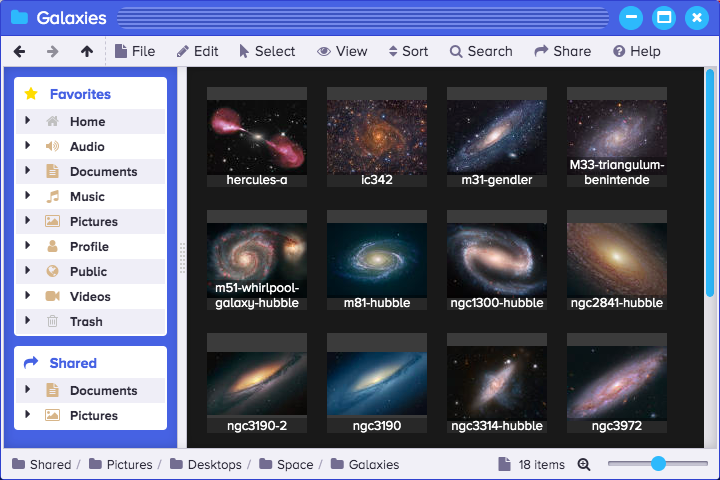 Galaxies
File Edit Select View Sort Search Share Help
Favorites
Home
Audio
Documents
Music
Pictures
Profile
Public
Videos
Trash
Shared
Documents
Pictures
hercules-a
ic342
m31-gendler
M33-triangulum-
benintende
m51-whirlpool-
galaxy-hubble
m81-hubble
ngc1300-hubble
ngc2841-hubble
ngc3190-2
ngc3190
ngc3314-hubble
ngc3972
Shared / Pictures / Desktops / Space / Galaxies
18 items